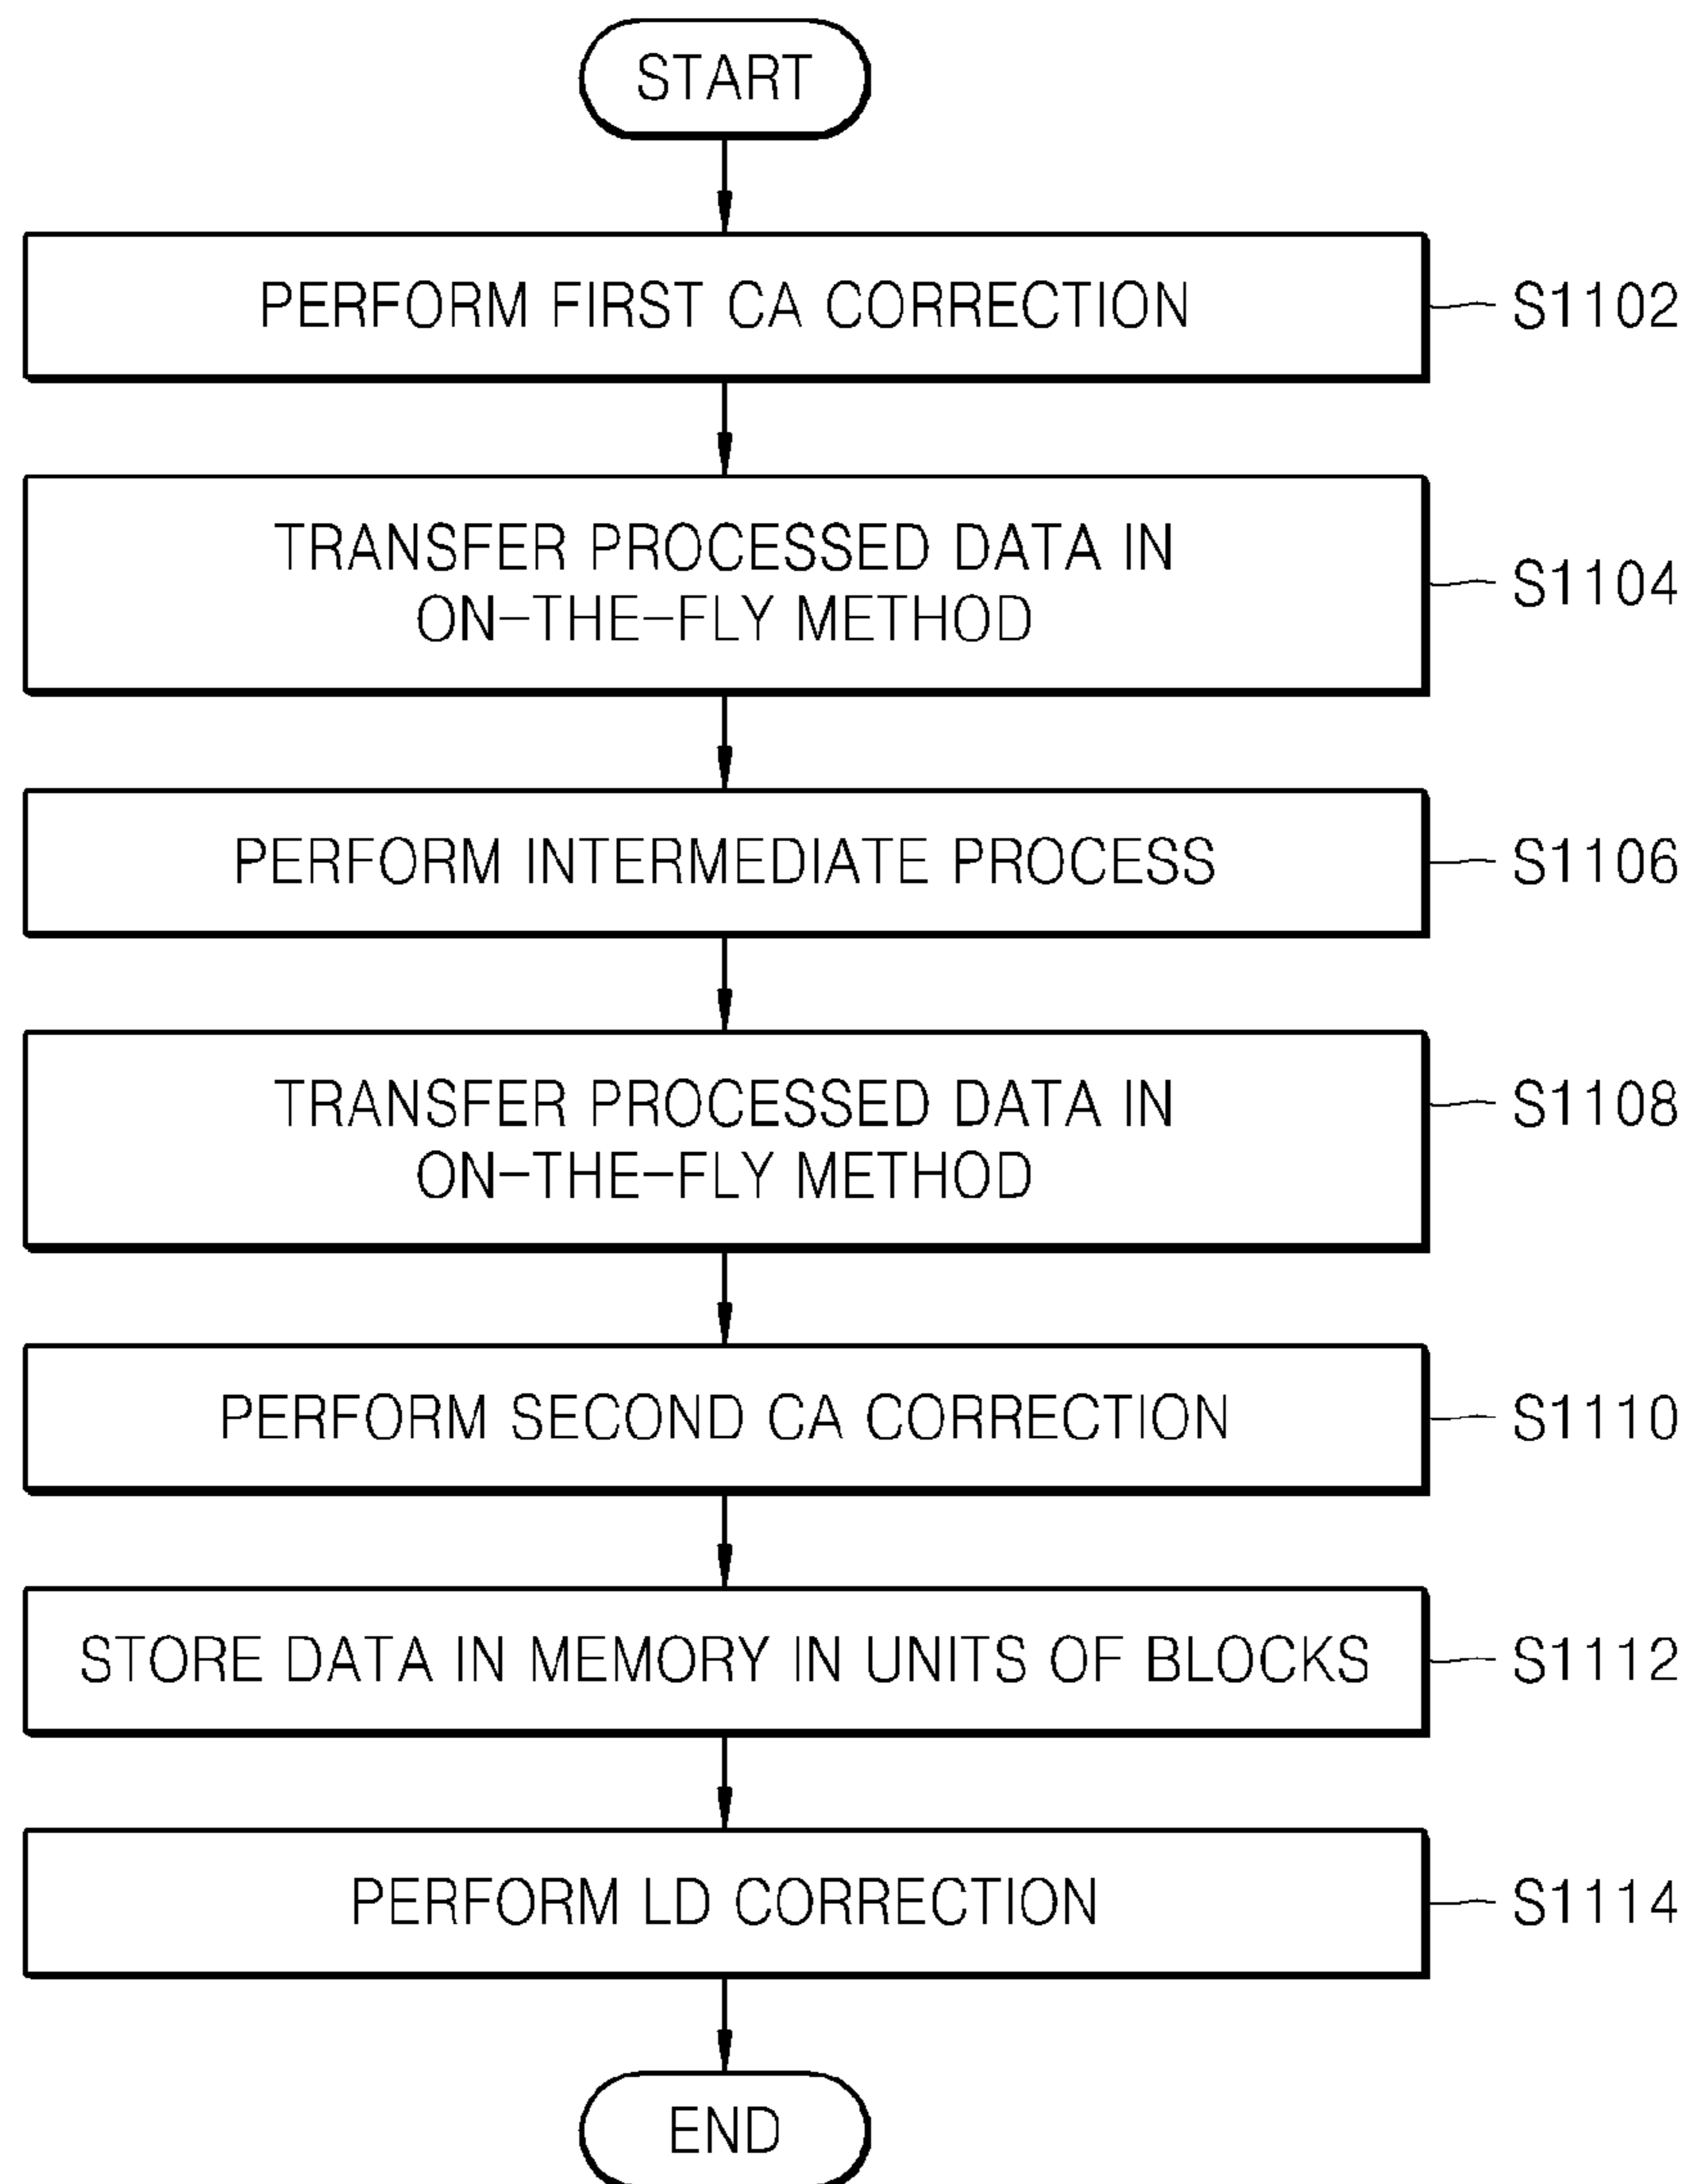 START
PERFORM FIRST CA CORRECTION
S1102
TRANSFER PROCESSED DATA IN
ON-THE-FLY METHOD
S1104
PERFORM INTERMEDIATE PROCESS
S1106
TRANSFER PROCESSED DATA IN
ON-THE-FLY METHOD
S1108
PERFORM SECOND CA CORRECTION
S1110
STORE DATA IN MEMORY IN UNITS OF BLOCKS
S1112
PERFORM LD CORRECTION
S1114
END